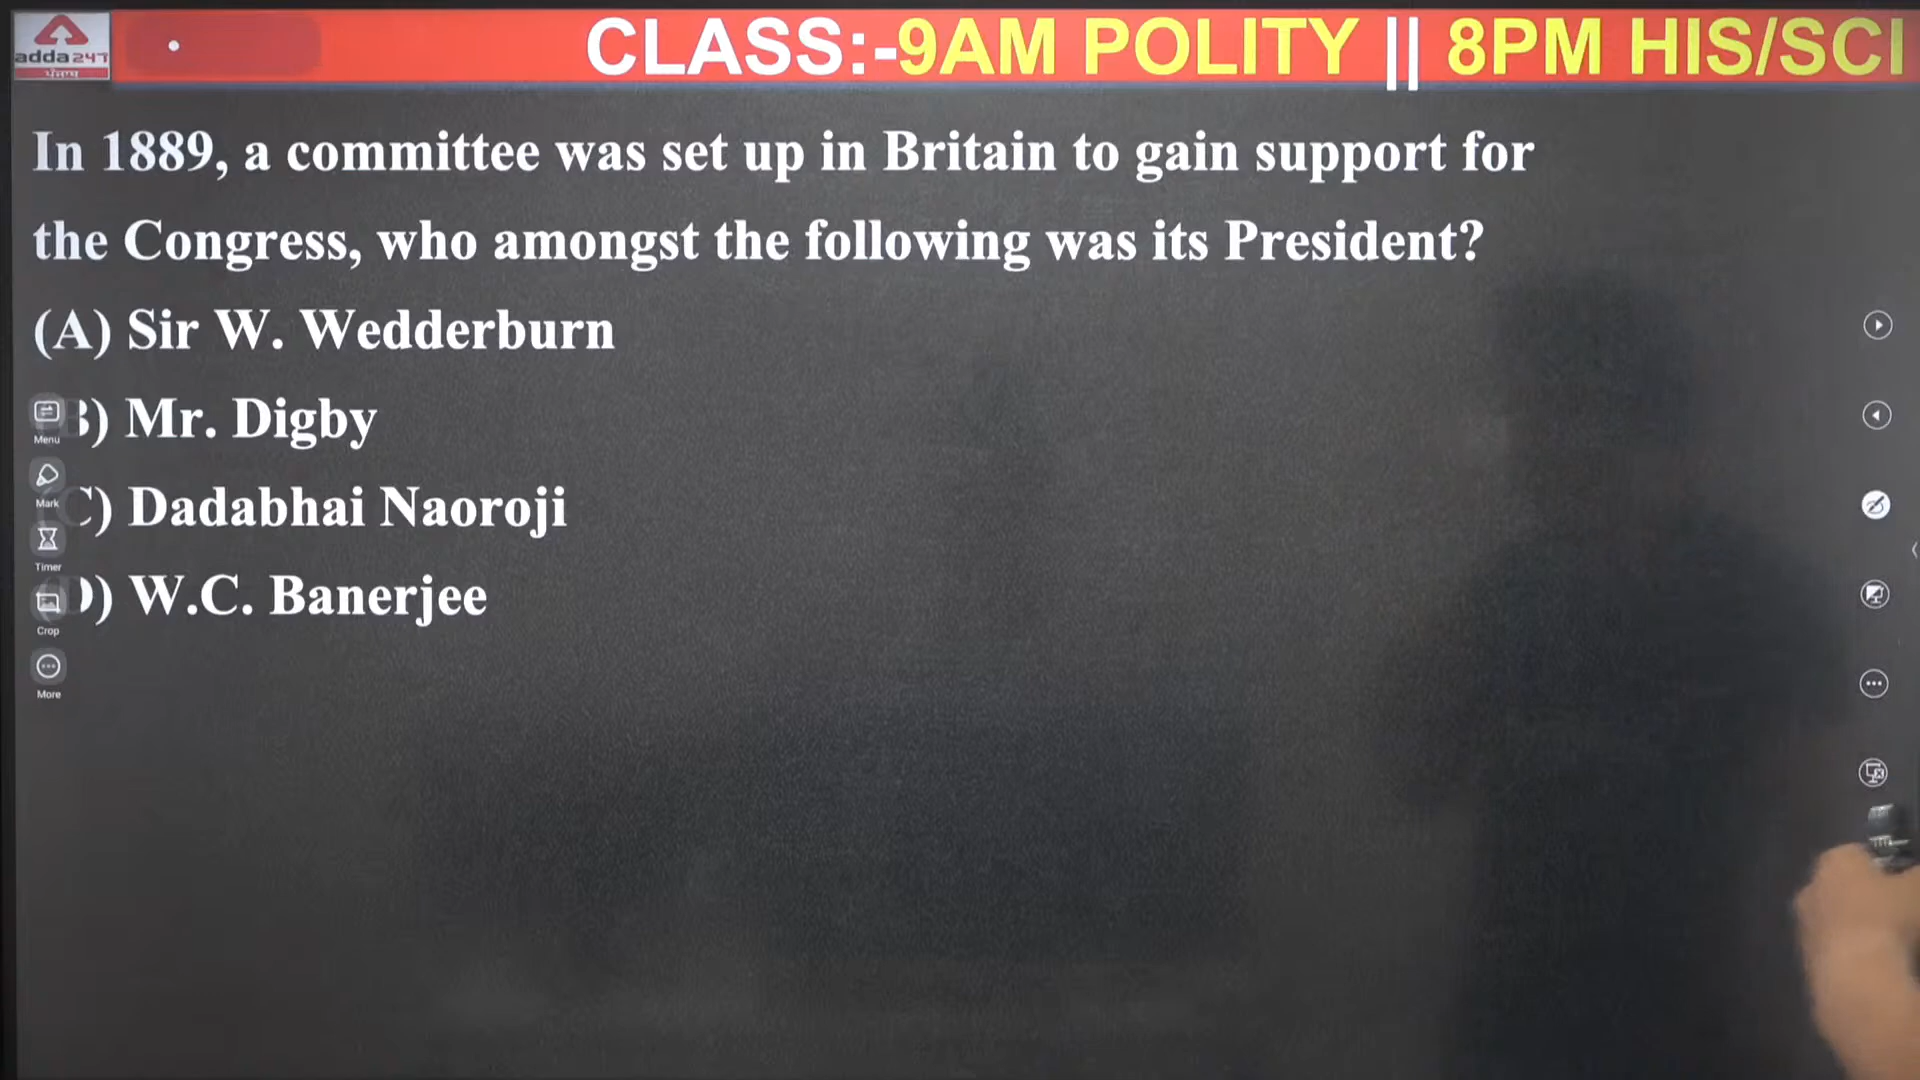 adda247
ਪੰਜਾਬ
CLASS:-9AM POLITY || 8PM HIS/SCI
In 1889, a committee was set up in Britain to gain support for
the Congress, who amongst the following was its President?
(A) Sir W. Wedderburn
B) Mr. Digby
C) Dadabhai Naoroji
D) W.C. Banerjee
Menu
Mark
Timer
Crop
More